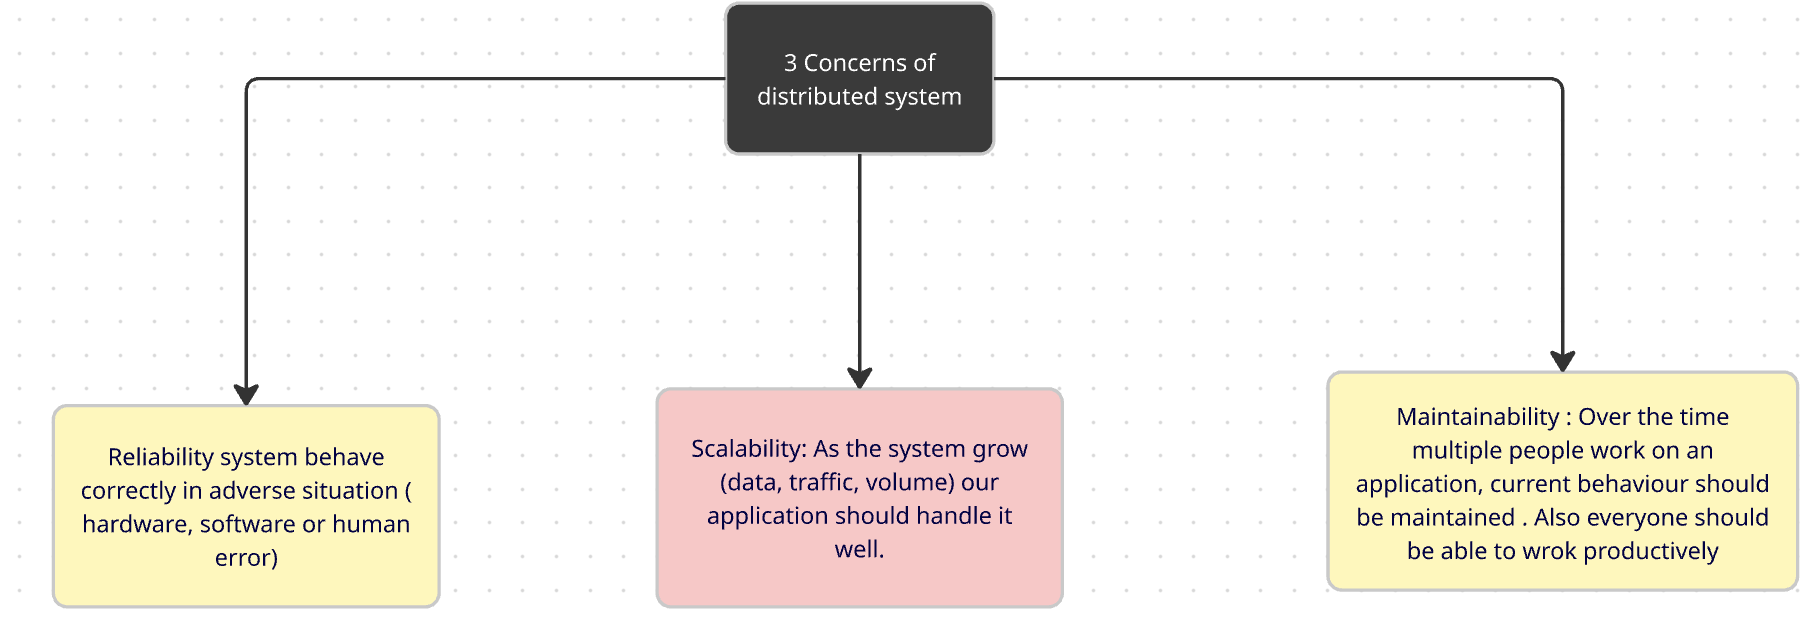 3 Concerns of
distributed system
Reliability system behave
correctly in adverse situation (
hardware, software or human
error)
Scalability: As the system grow
(data, traffic, volume) our
application should handle it
well.
Maintainability : Over the time
multiple people work on an
application, current behaviour should
be maintained . Also everyone should
be able to wrok productively